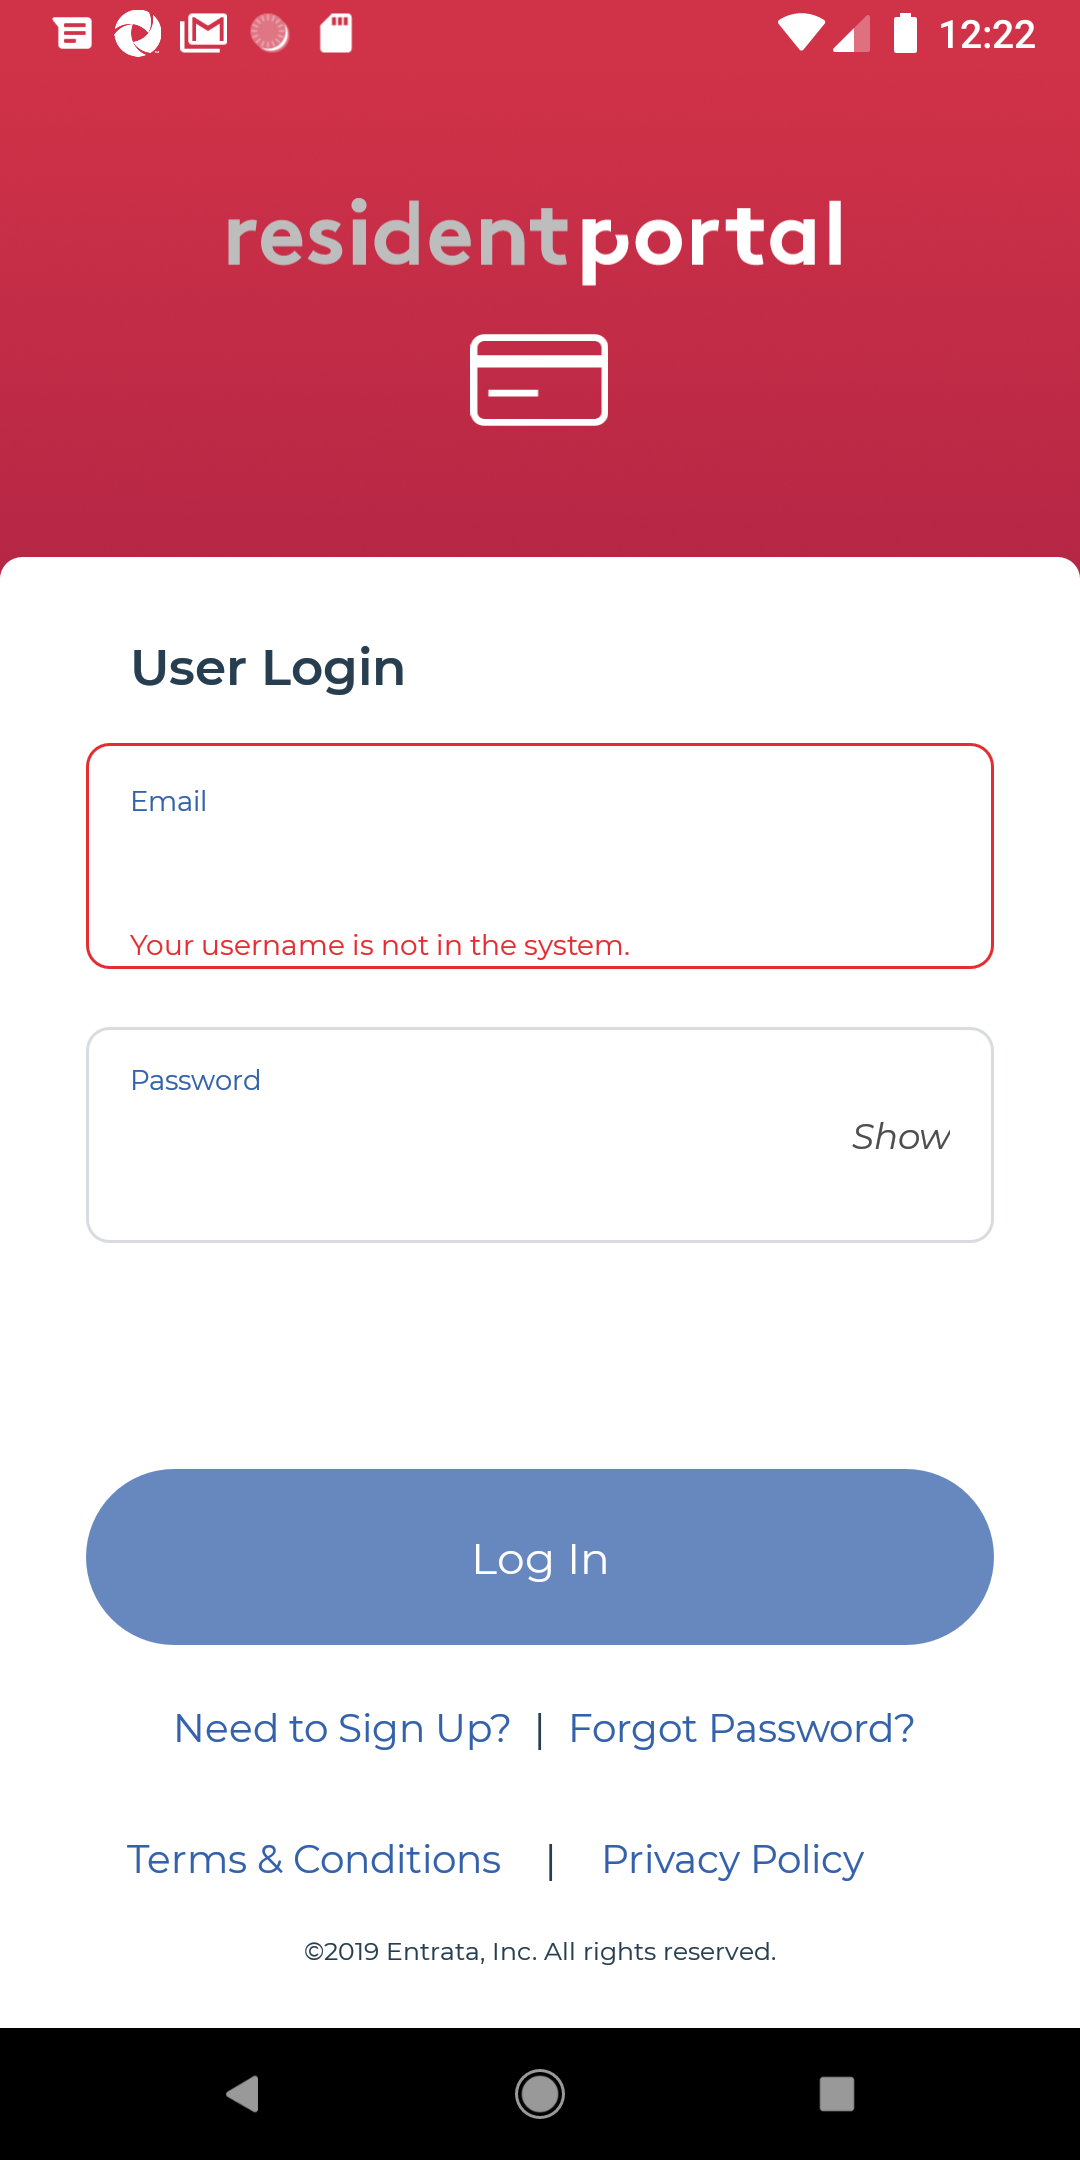 12:22
residentportal
User Login
Email
Your username is not in the system.
Password
Show
Log In
Need to Sign Up? | Forgot Password?
Terms & Conditions | Privacy Policy
©2019 Entrata, Inc. All rights reserved.